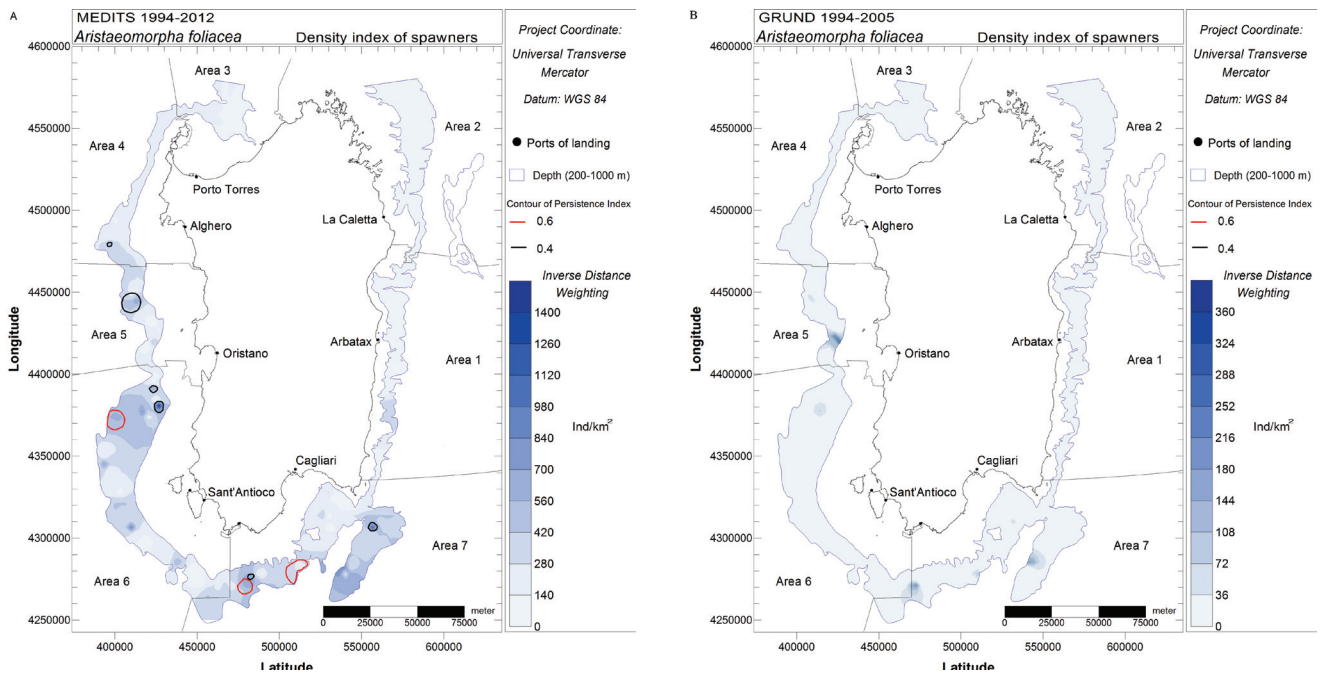 A
MEDITS 1994-2012
Aristaeomorpha foliacea
Density index of spawners
4600000
4550000
4500000
4450000
4400000
4350000
4300000
4250000
Longitude
400000
450000
500000
550000
600000
Latitude
Area 3
Area 2
Area 4
Area 5
Area 1
Area 6
Area 7
Porto Torres
Alghero
La Caletta
Oristano
Arbatax
Cagliari
Sant'Antioco
meter
0
25000
50000
75000
Project Coordinate:
Universal Transverse
Mercator
Datum: WGS 84
Ports of landing
Depth (200-1000 m)
Contour of Persistence Index
0.6
0.4
Inverse Distance
Weighting
1400
1260
1120
980
840
700
560
420
280
140
0
Ind/km²
B
GRUND 1994-2005
Aristaeomorpha foliacea
Density index of spawners
4600000
4550000
4500000
4450000
4400000
4350000
4300000
4250000
Longitude
400000
450000
500000
550000
600000
Latitude
Area 3
Area 2
Area 4
Area 5
Area 1
Area 6
Area 7
Porto Torres
Alghero
La Caletta
Oristano
Arbatax
Cagliari
Sant'Antioco
meter
0
25000
50000
75000
Project Coordinate:
Universal Transverse
Mercator
Datum: WGS 84
Ports of landing
Depth (200-1000 m)
Contour of Persistence Index
0.6
0.4
Inverse Distance
Weighting
360
324
288
252
216
180
144
108
72
36
0
Ind/km²